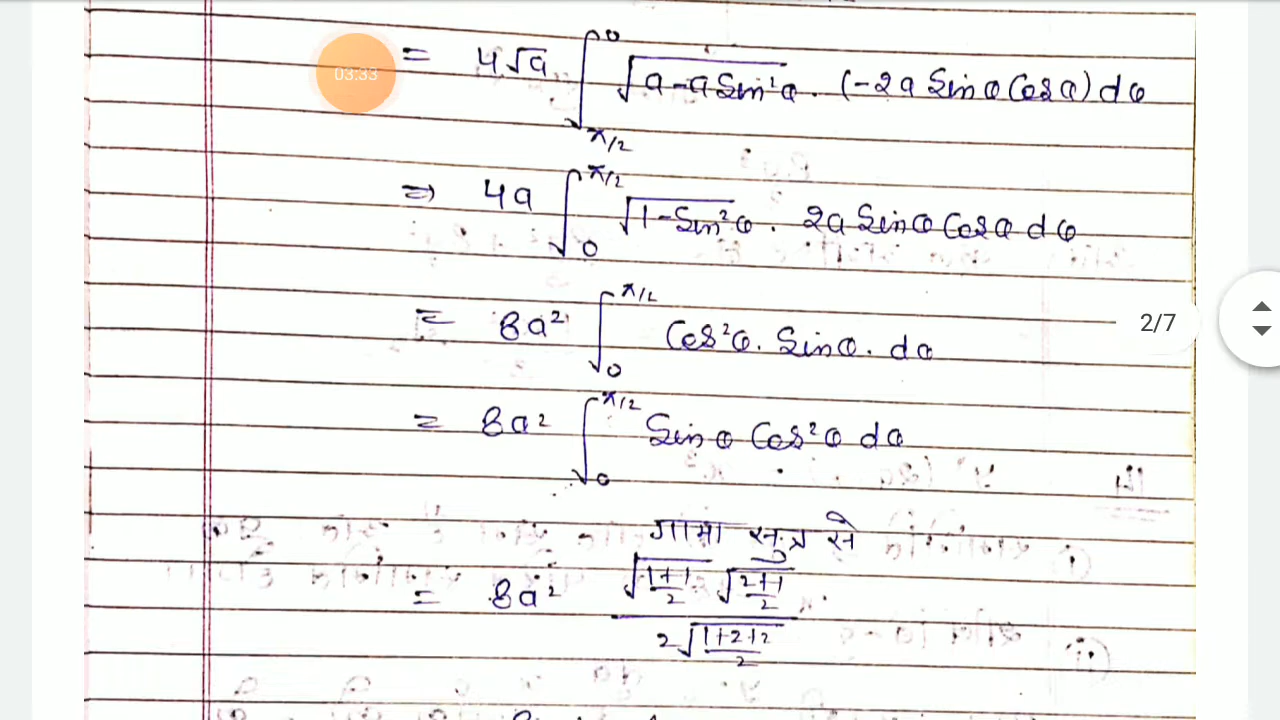 03:33
= 4√a ∫_{π/2}^{0} √(a-a Sin²θ) . (-2a Sinθ Cosθ) dθ
⇒ 4a ∫_{0}^{π/2} √(1-Sin²θ) . 2a Sinθ Cosθ dθ
= 8a² ∫_{0}^{π/2} Cos²θ. Sinθ. dθ
2/7
= 8a² ∫_{0}^{π/2} Sinθ Cos²θ dθ
गामा सूत्र से
= 8a² (Γ((1+1)/2) Γ((2+1)/2)) / (2Γ((1+2+2)/2))